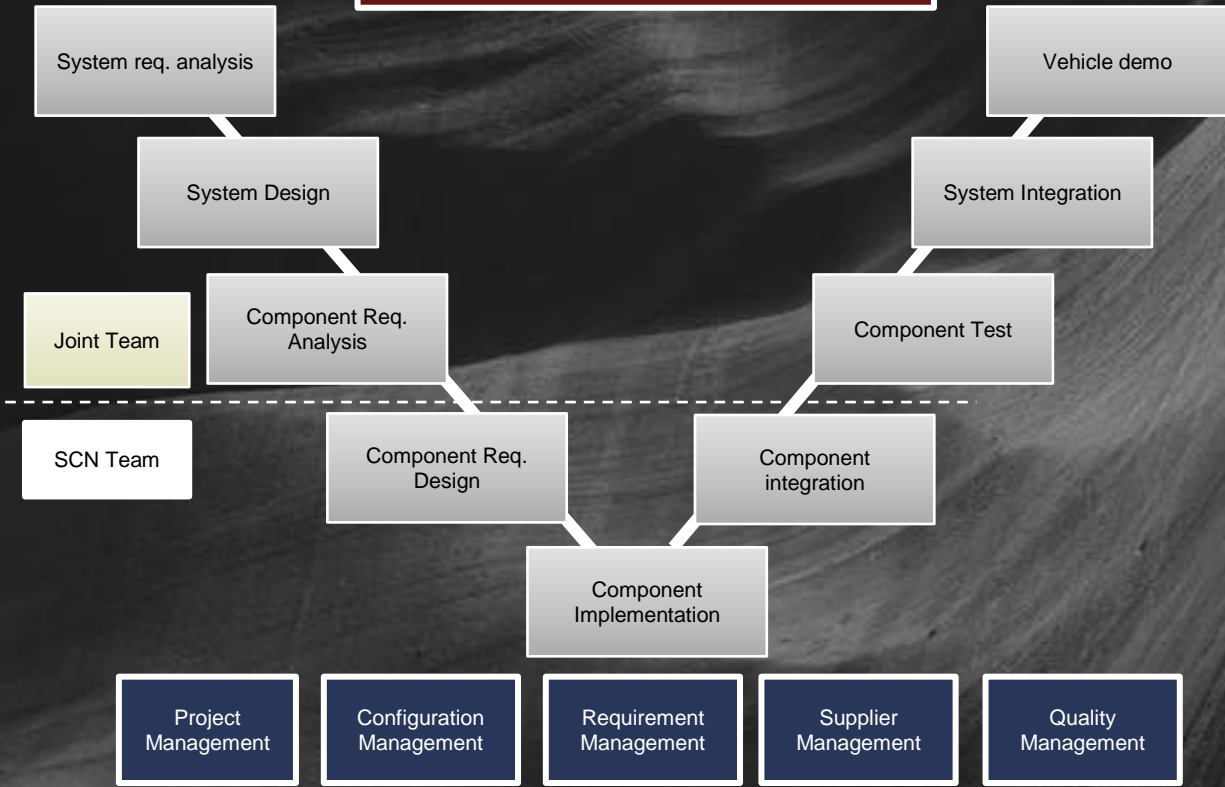 System req. analysis
Vehicle demo
System Design
System Integration
Joint Team
Component Req.
Analysis
Component Test
SCN Team
Component Req.
Design
Component
integration
Component
Implementation
Project
Management
Configuration
Management
Requirement
Management
Supplier
Management
Quality
Management